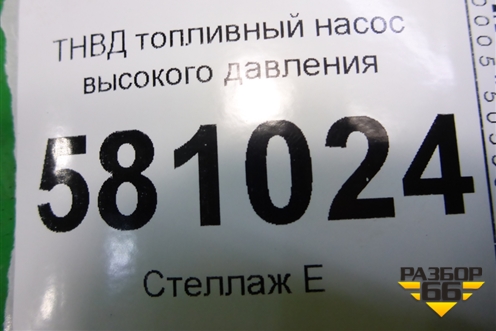 ТНВД топливный насос
высокого давления
581024
Стеллаж Е
РАЗБОР
66